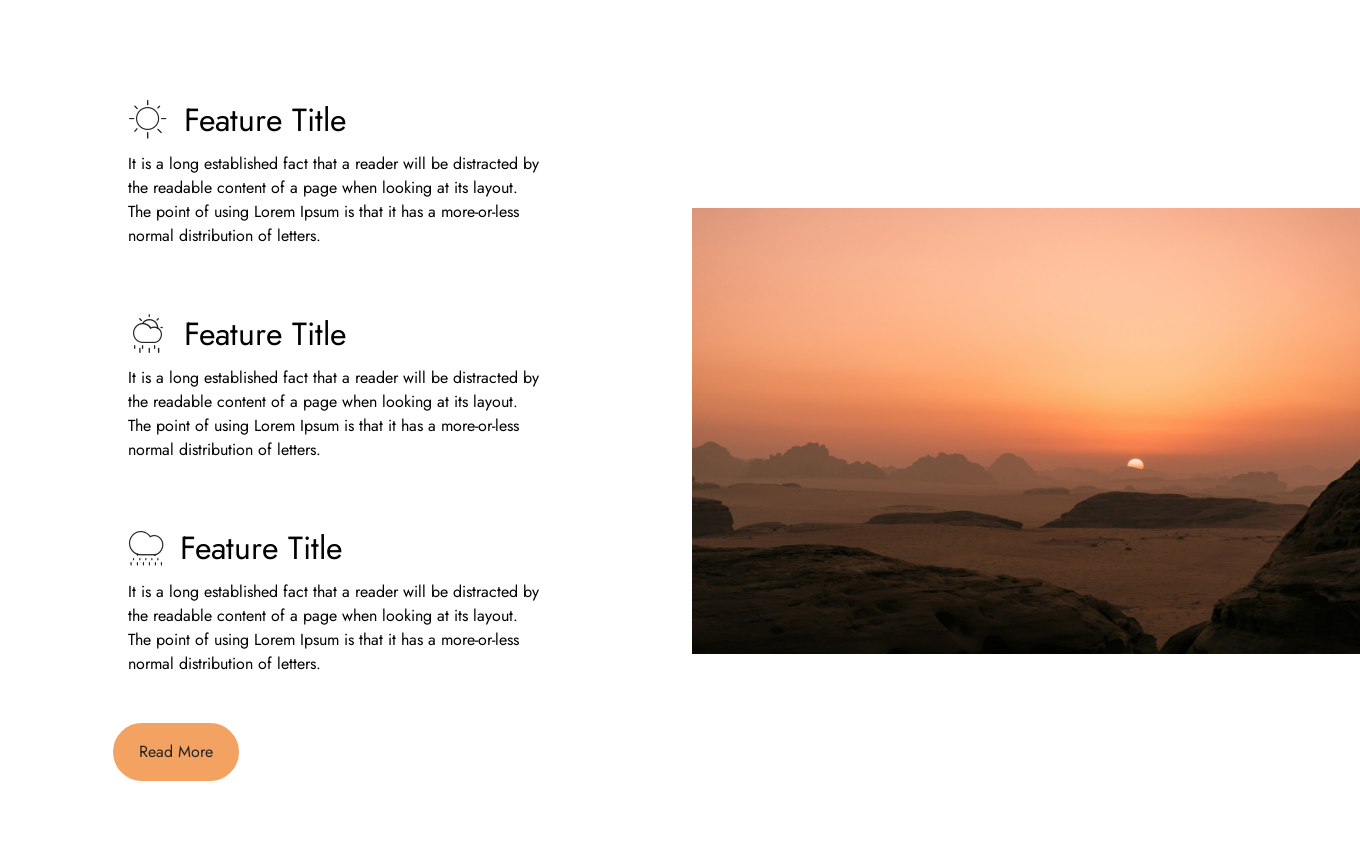 Feature Title
It is a long established fact that a reader will be distracted by
the readable content of a page when looking at its layout.
The point of using Lorem Ipsum is that it has a more-or-less
normal distribution of letters.
Feature Title
It is a long established fact that a reader will be distracted by
the readable content of a page when looking at its layout.
The point of using Lorem Ipsum is that it has a more-or-less
normal distribution of letters.
Feature Title
It is a long established fact that a reader will be distracted by
the readable content of a page when looking at its layout.
The point of using Lorem Ipsum is that it has a more-or-less
normal distribution of letters.
Read More